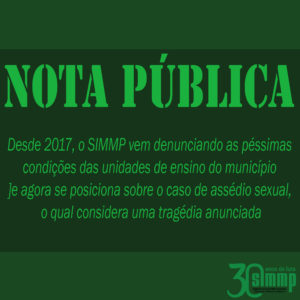 NOTA PÚBLICA
Desde 2017, o SIMMP vem denunciando as péssimas
condições das unidades de ensino do município
]e agora se posiciona sobre o caso de assédio sexual,
o qual considera uma tragédia anunciada
30 anos de luta
simmp